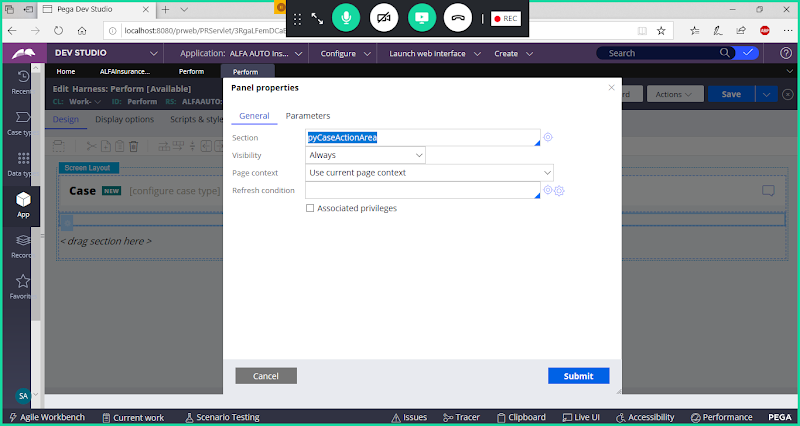 Pega Dev Studio
REC
localhost:8080/prweb/PRServlet/3RgaLFemDCaE
ABP
DEV STUDIO
Application: ALFA AUTO Ins...
Configure
Launch web interface
Create
Search
Recent
Home
ALFAInsurance...
Perform
Perform
Edit Harness: Perform [Available]
CL: Work-
ID: Perform
RS: ALFAAUTO:
Actions
Save
Design
Display options
Scripts & style
Case type
Data typ
App
Record
Favorite
SA
Screen Layout
Case NEW [configure case type]
< drag section here >
Panel properties
General
Parameters
Section
pyCaseActionArea
Visibility
Always
Page context
Use current page context
Refresh condition
Associated privileges
Cancel
Submit
Agile Workbench
Current work
Scenario Testing
Issues
Tracer
Clipboard
Live UI
Accessibility
Performance
PEGA